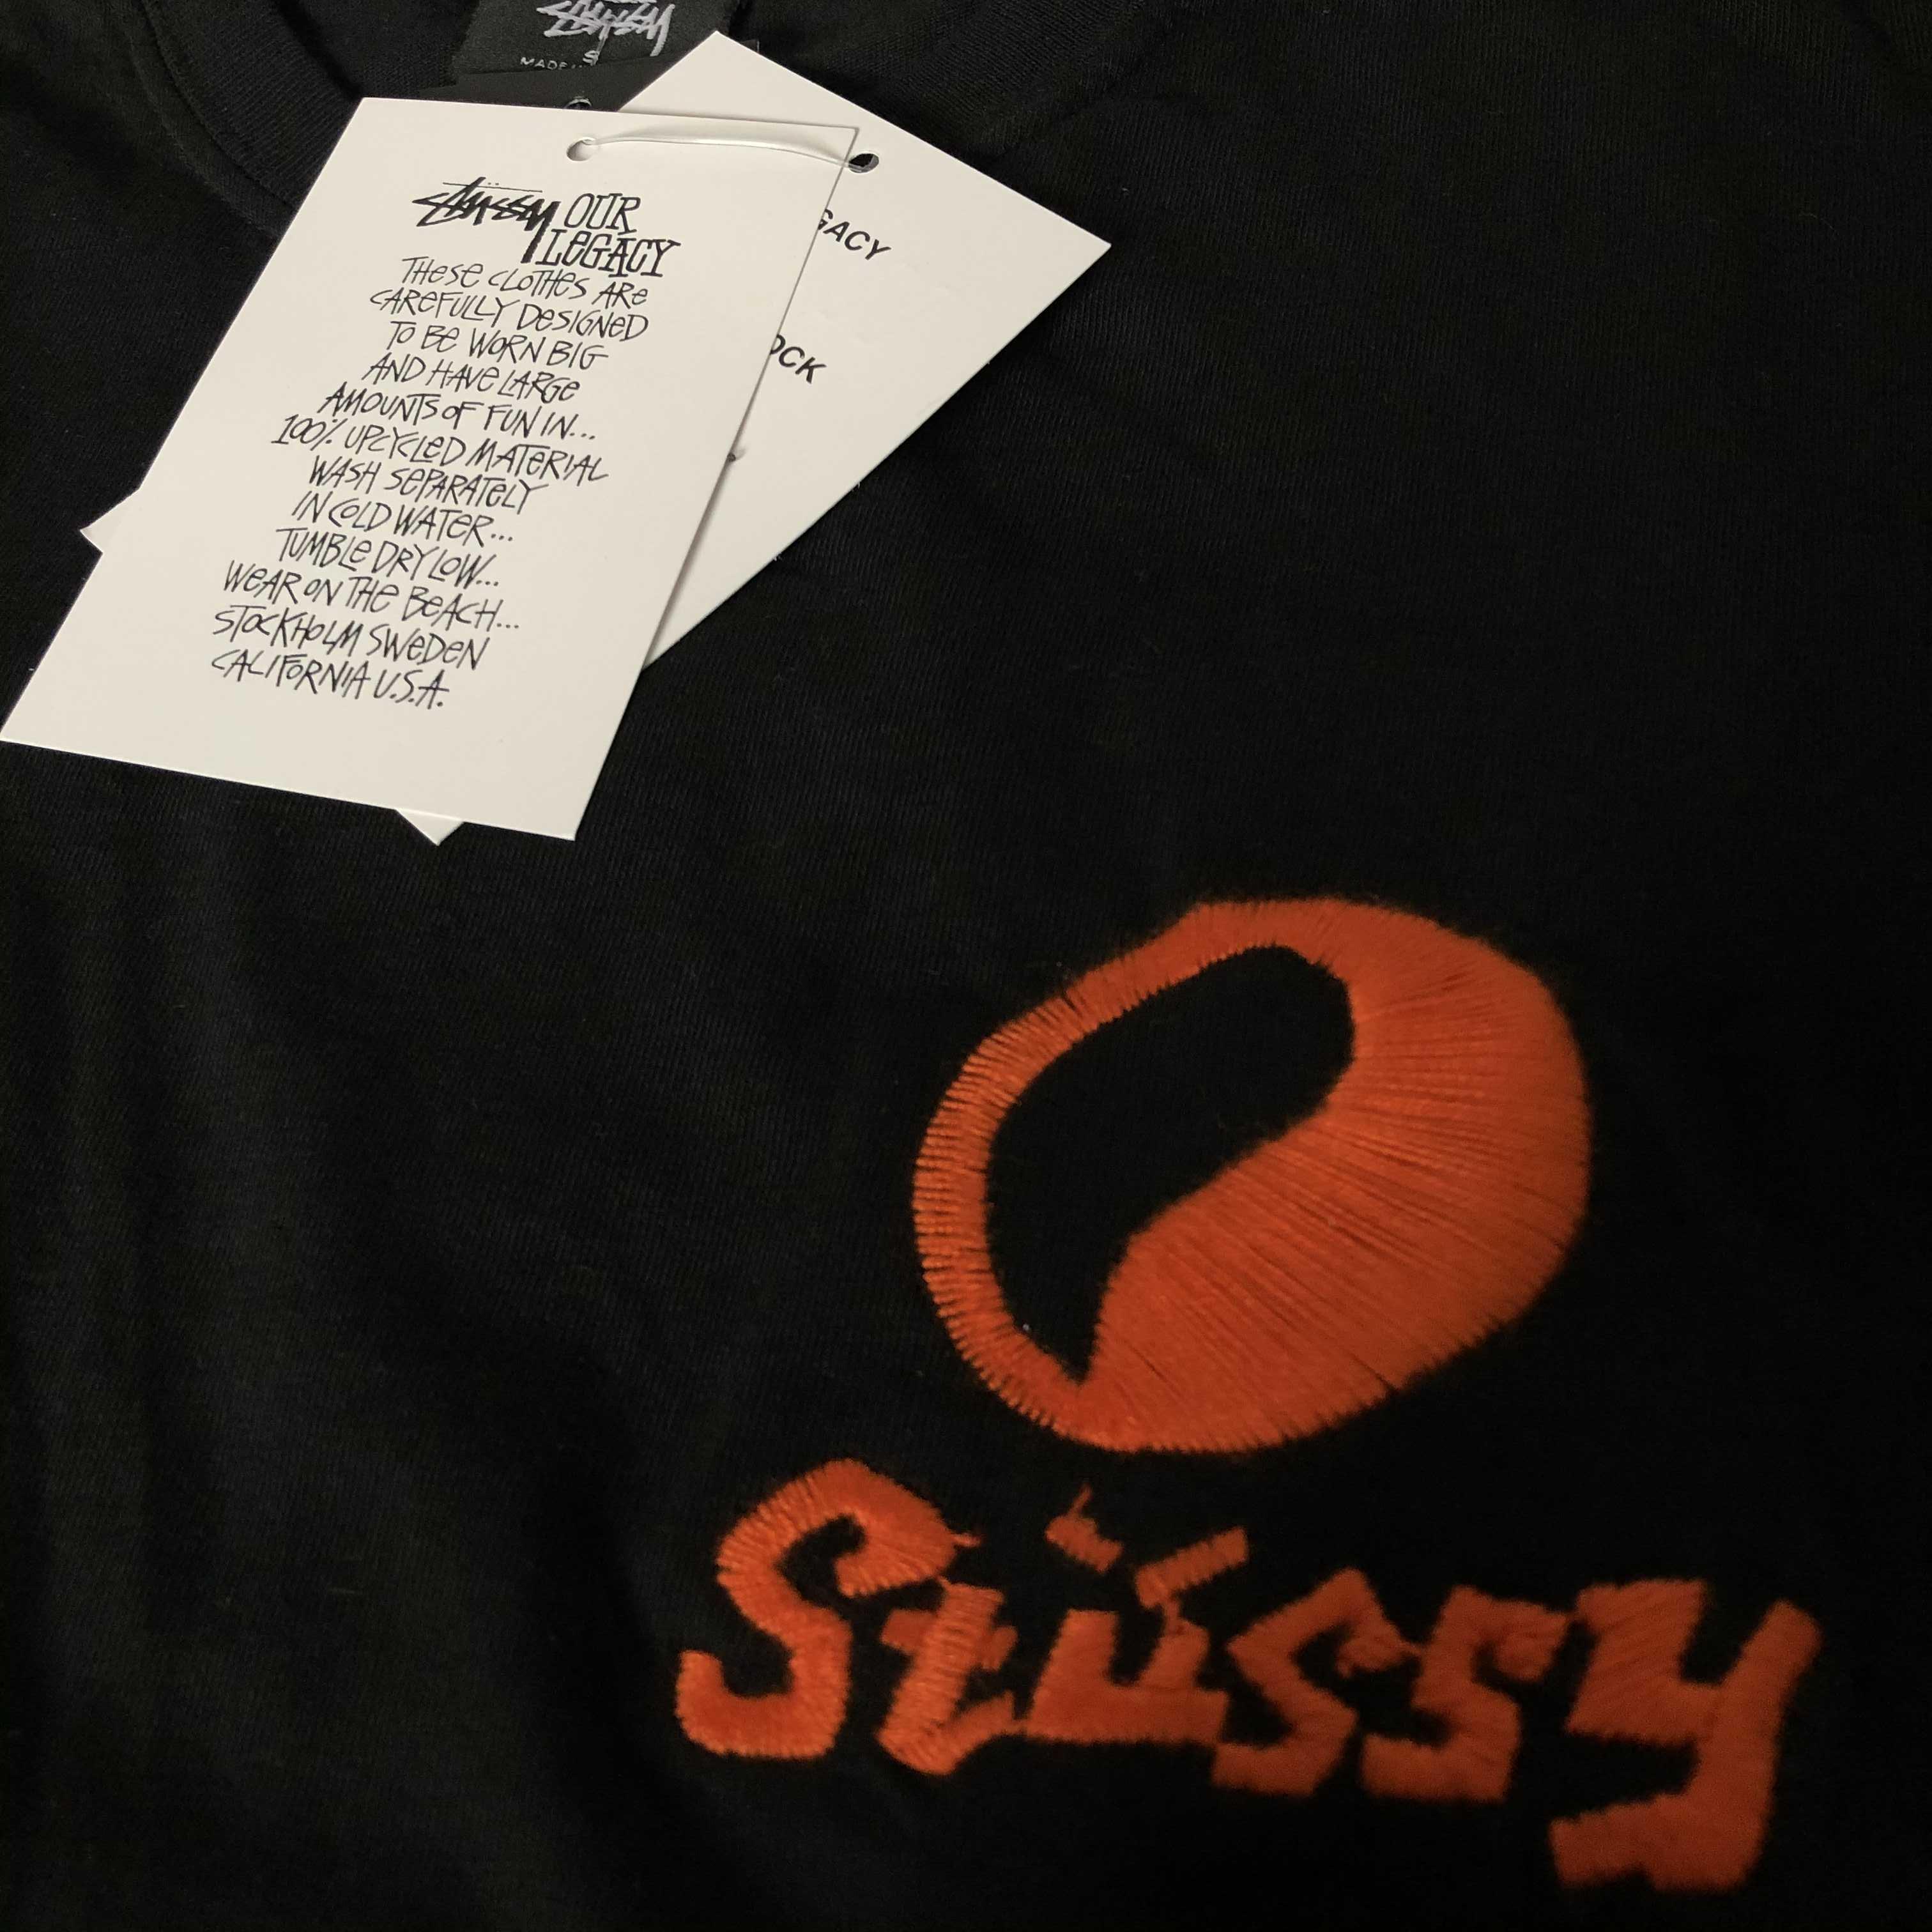 Stüssy
S
MADE
Stüssy OUR
LEGACY
THESE CLOTHES ARE
CAREFULLY DESIGNED
TO BE WORN BIG
AND HAVE LARGE
AMOUNTS OF FUN IN...
100% UPCYCLED MATERIAL
WASH SEPARATELY
IN COLD WATER...
TUMBLE DRY LOW...
WEAR ON THE BEACH...
STOCKHOLM SWEDEN
CALIFORNIA U.S.A.
GACY
OCK
Stüssy